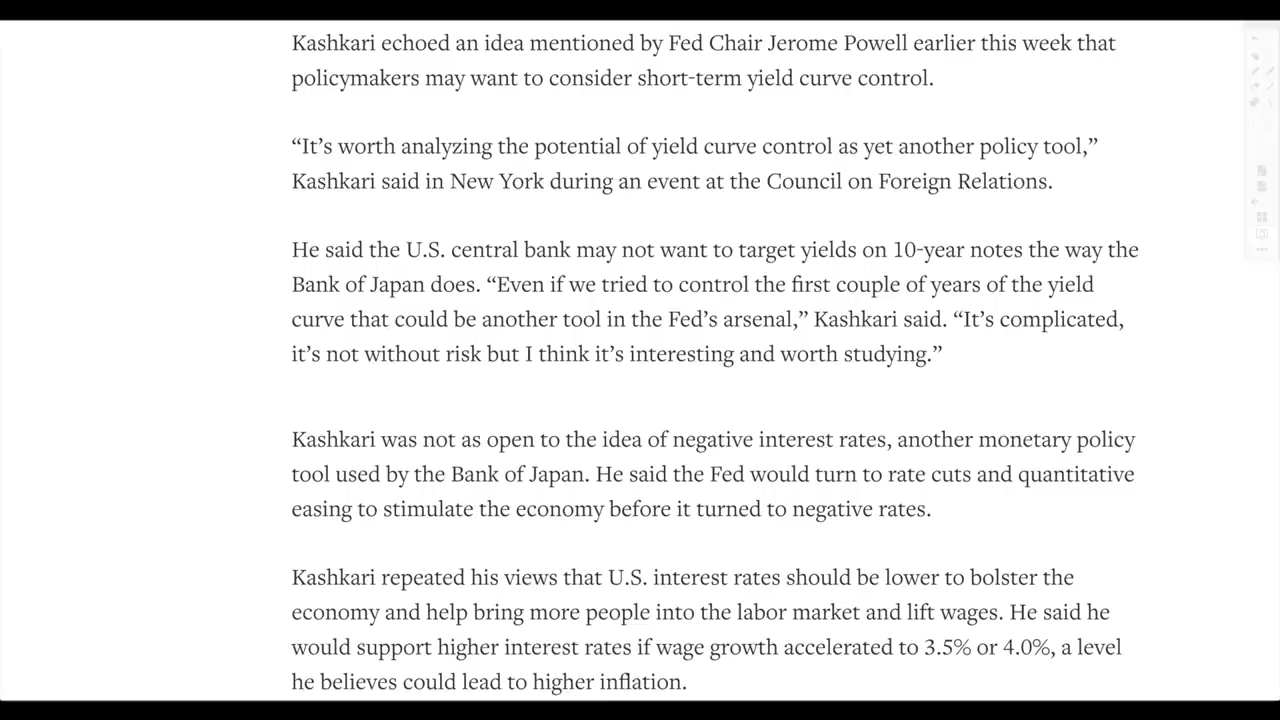 Kashkari echoed an idea mentioned by Fed Chair Jerome Powell earlier this week that
policymakers may want to consider short-term yield curve control.
“It’s worth analyzing the potential of yield curve control as yet another policy tool,”
Kashkari said in New York during an event at the Council on Foreign Relations.
He said the U.S. central bank may not want to target yields on 10-year notes the way the
Bank of Japan does. “Even if we tried to control the first couple of years of the yield
curve that could be another tool in the Fed’s arsenal,” Kashkari said. “It’s complicated,
it’s not without risk but I think it’s interesting and worth studying.”
Kashkari was not as open to the idea of negative interest rates, another monetary policy
tool used by the Bank of Japan. He said the Fed would turn to rate cuts and quantitative
easing to stimulate the economy before it turned to negative rates.
Kashkari repeated his views that U.S. interest rates should be lower to bolster the
economy and help bring more people into the labor market and lift wages. He said he
would support higher interest rates if wage growth accelerated to 3.5% or 4.0%, a level
he believes could lead to higher inflation.